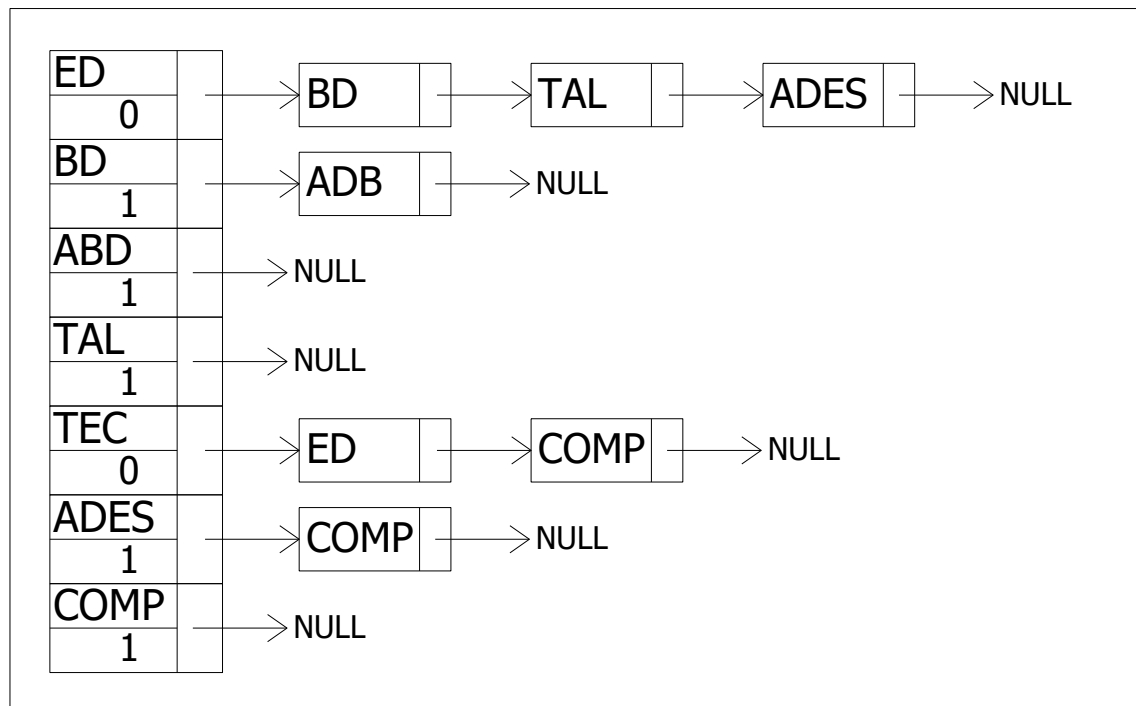 ED
0
BD
TAL
ADES
NULL
BD
1
ADB
NULL
ABD
1
NULL
TAL
1
NULL
TEC
0
ED
COMP
NULL
ADES
1
COMP
NULL
COMP
1
NULL